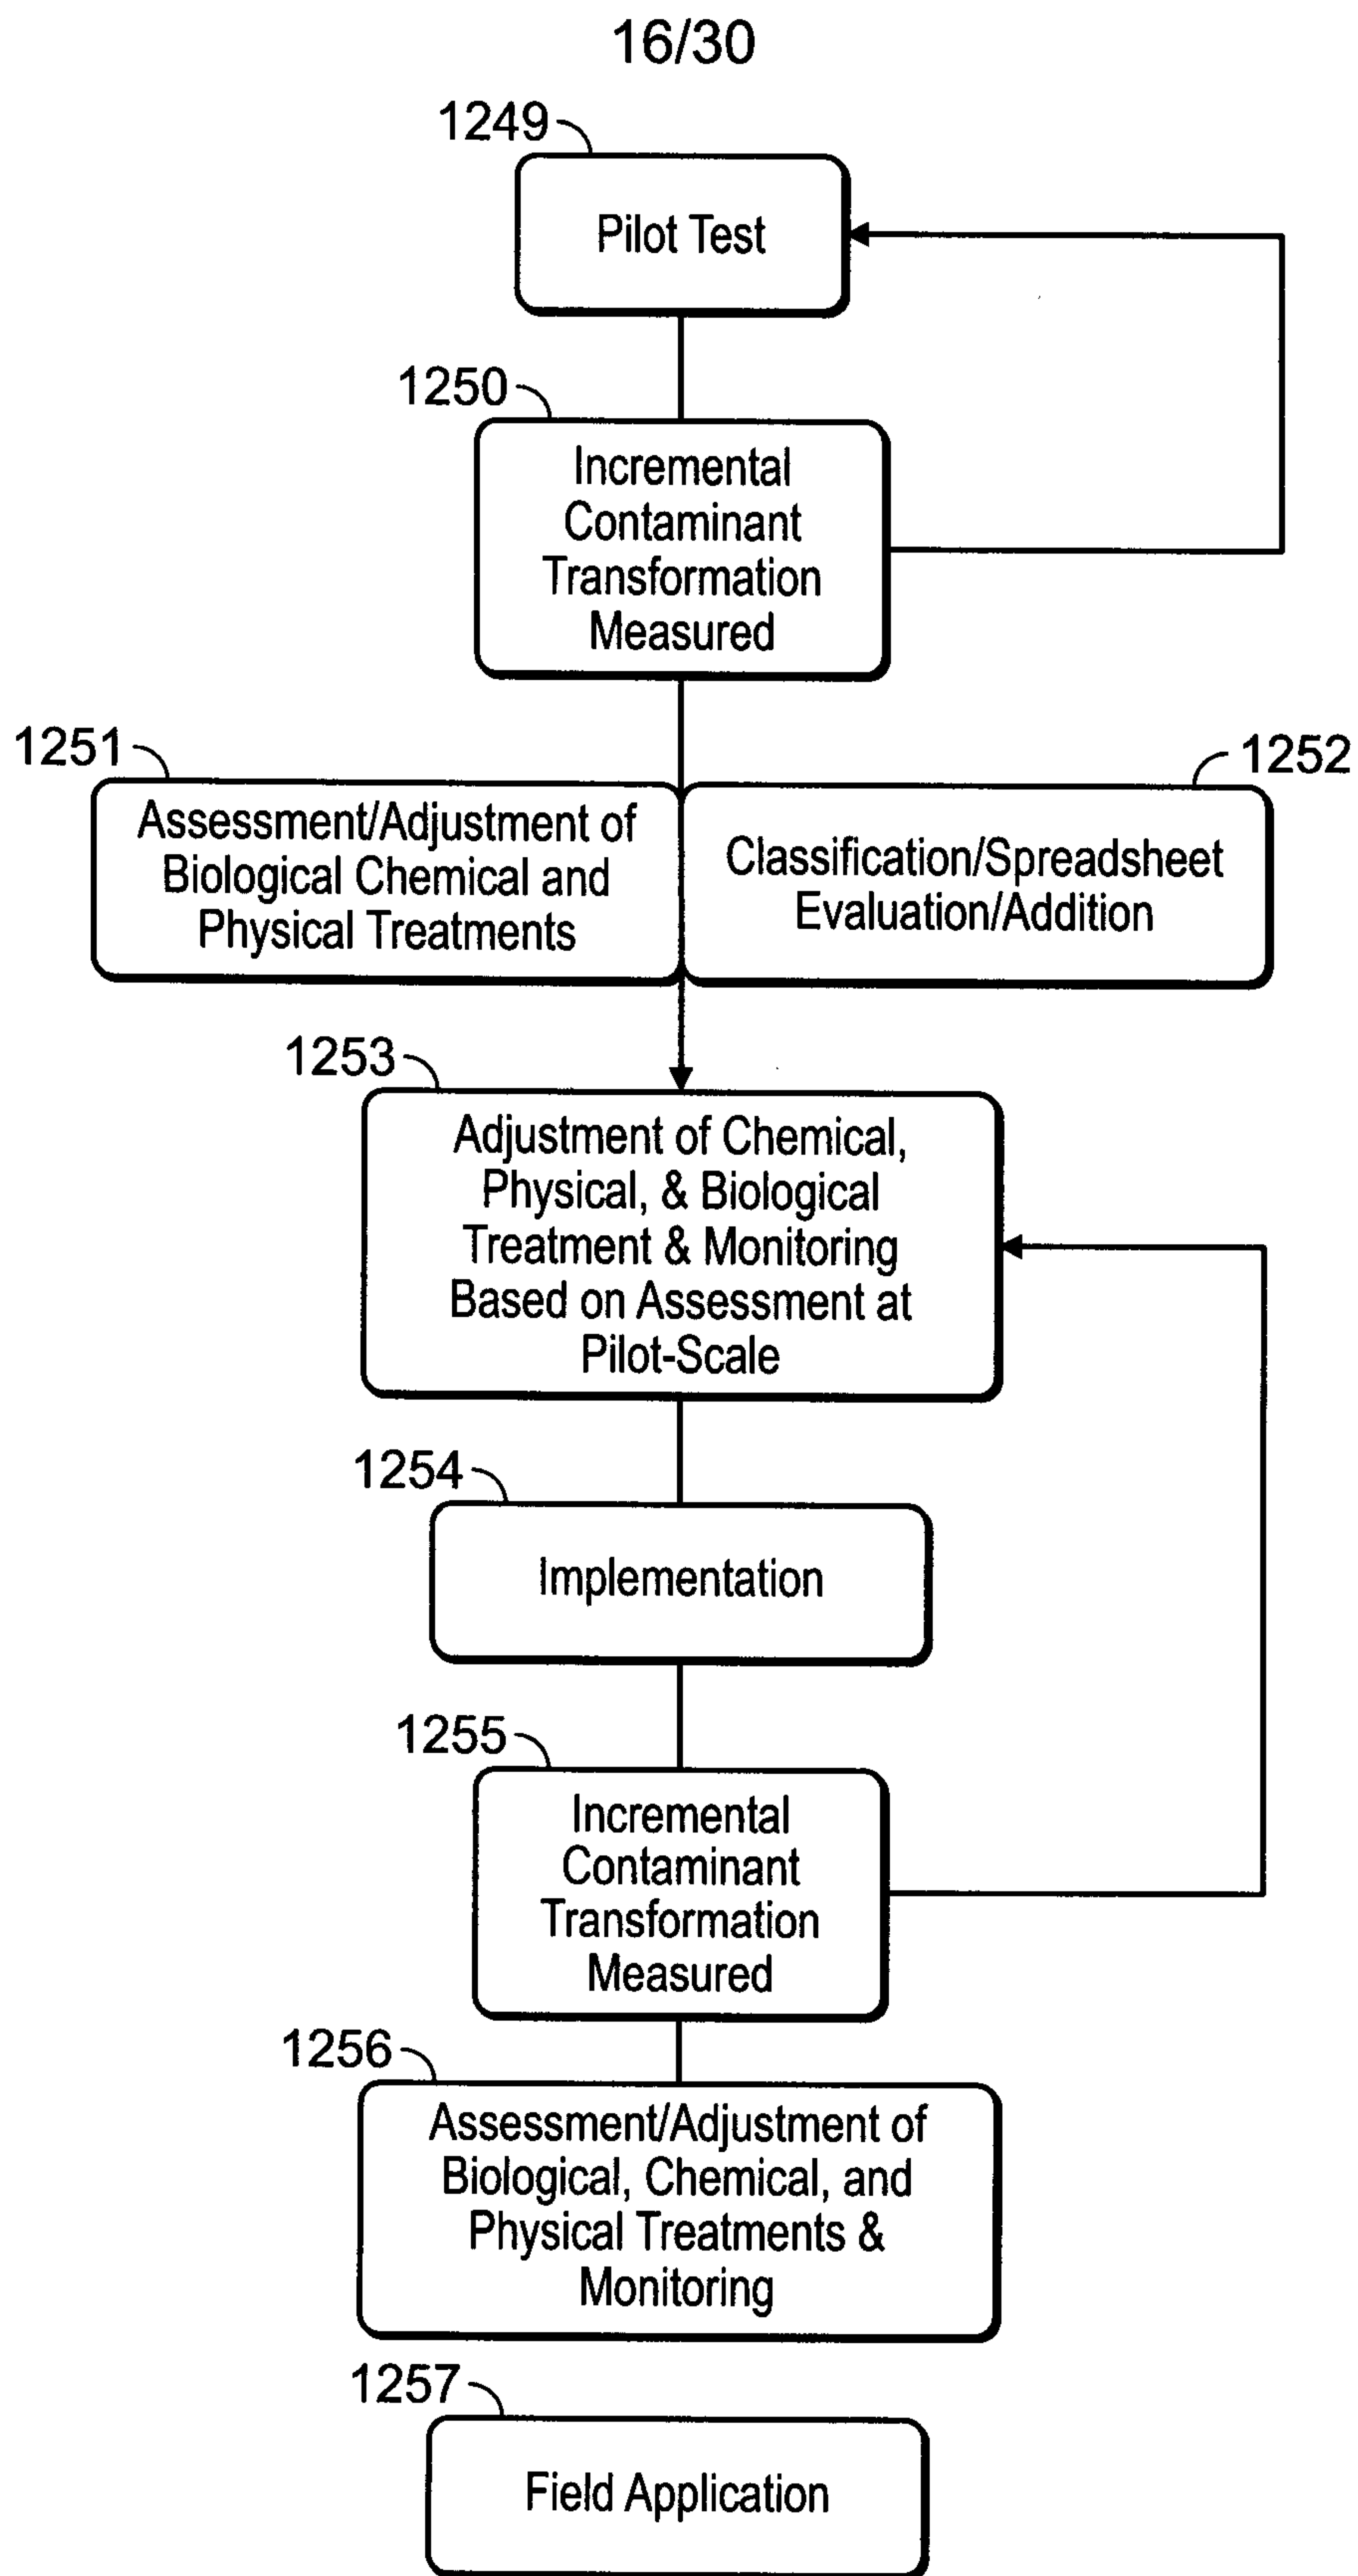 16/30
1249
Pilot Test
1250
Incremental
Contaminant
Transformation
Measured
1251
Assessment/Adjustment of
Biological Chemical and
Physical Treatments
1252
Classification/Spreadsheet
Evaluation/Addition
1253
Adjustment of Chemical,
Physical, & Biological
Treatment & Monitoring
Based on Assessment at
Pilot-Scale
1254
Implementation
1255
Incremental
Contaminant
Transformation
Measured
1256
Assessment/Adjustment of
Biological, Chemical, and
Physical Treatments &
Monitoring
1257
Field Application